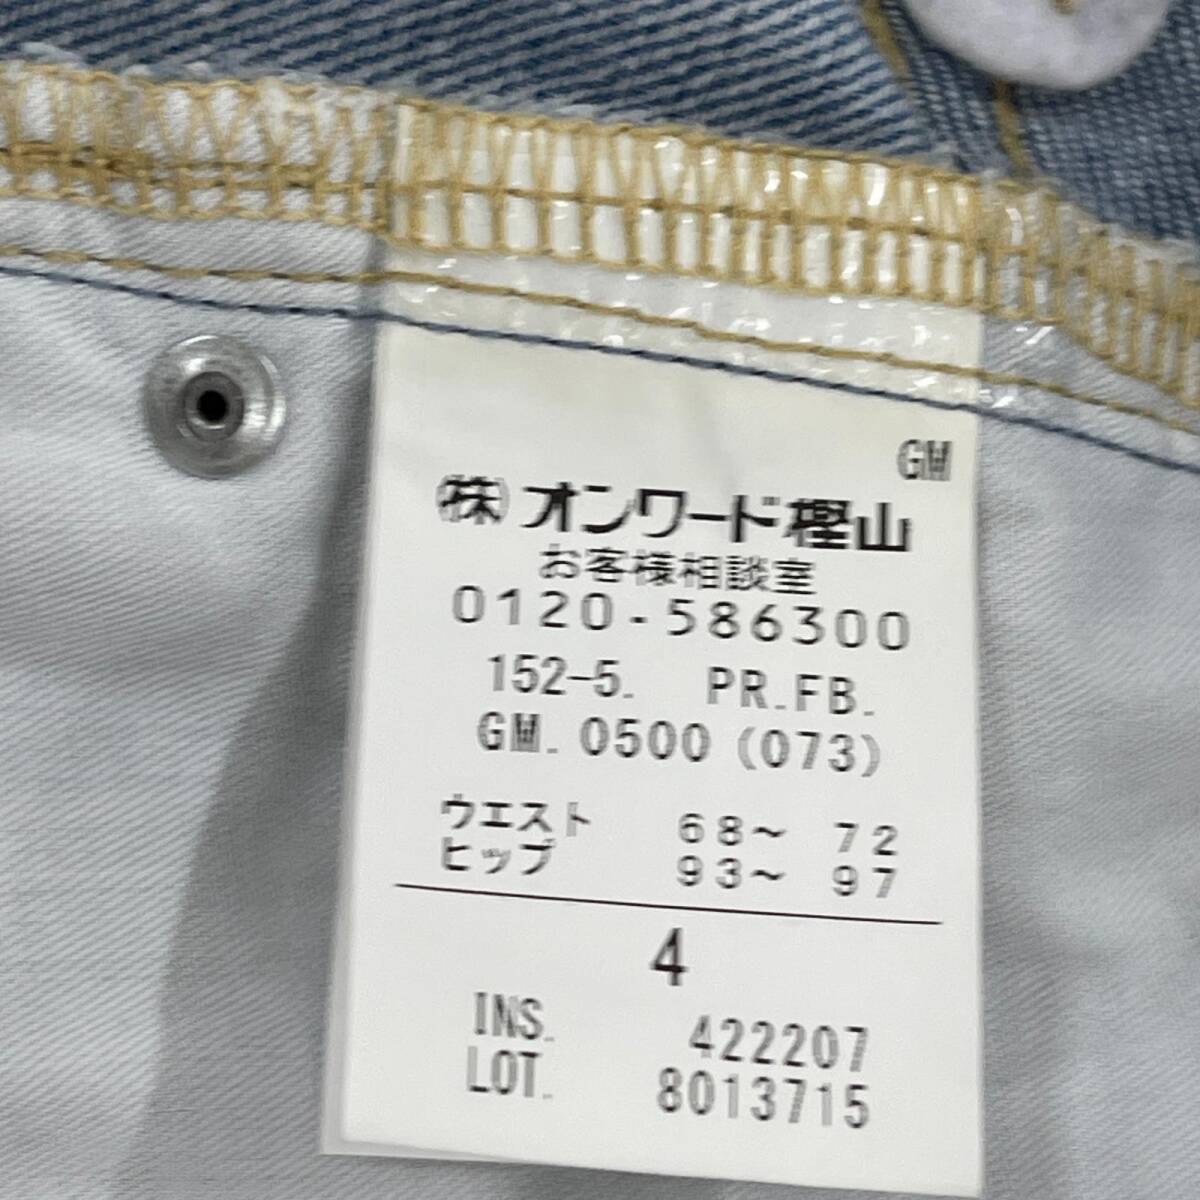 GM
(株)オンワード樫山
お客様相談室
0120-586300
152-5. PR.FB.
GM.0500(073)
ウエスト 68〜 72
ヒップ 93〜 97
4
INS. 422207
LOT. 8013715